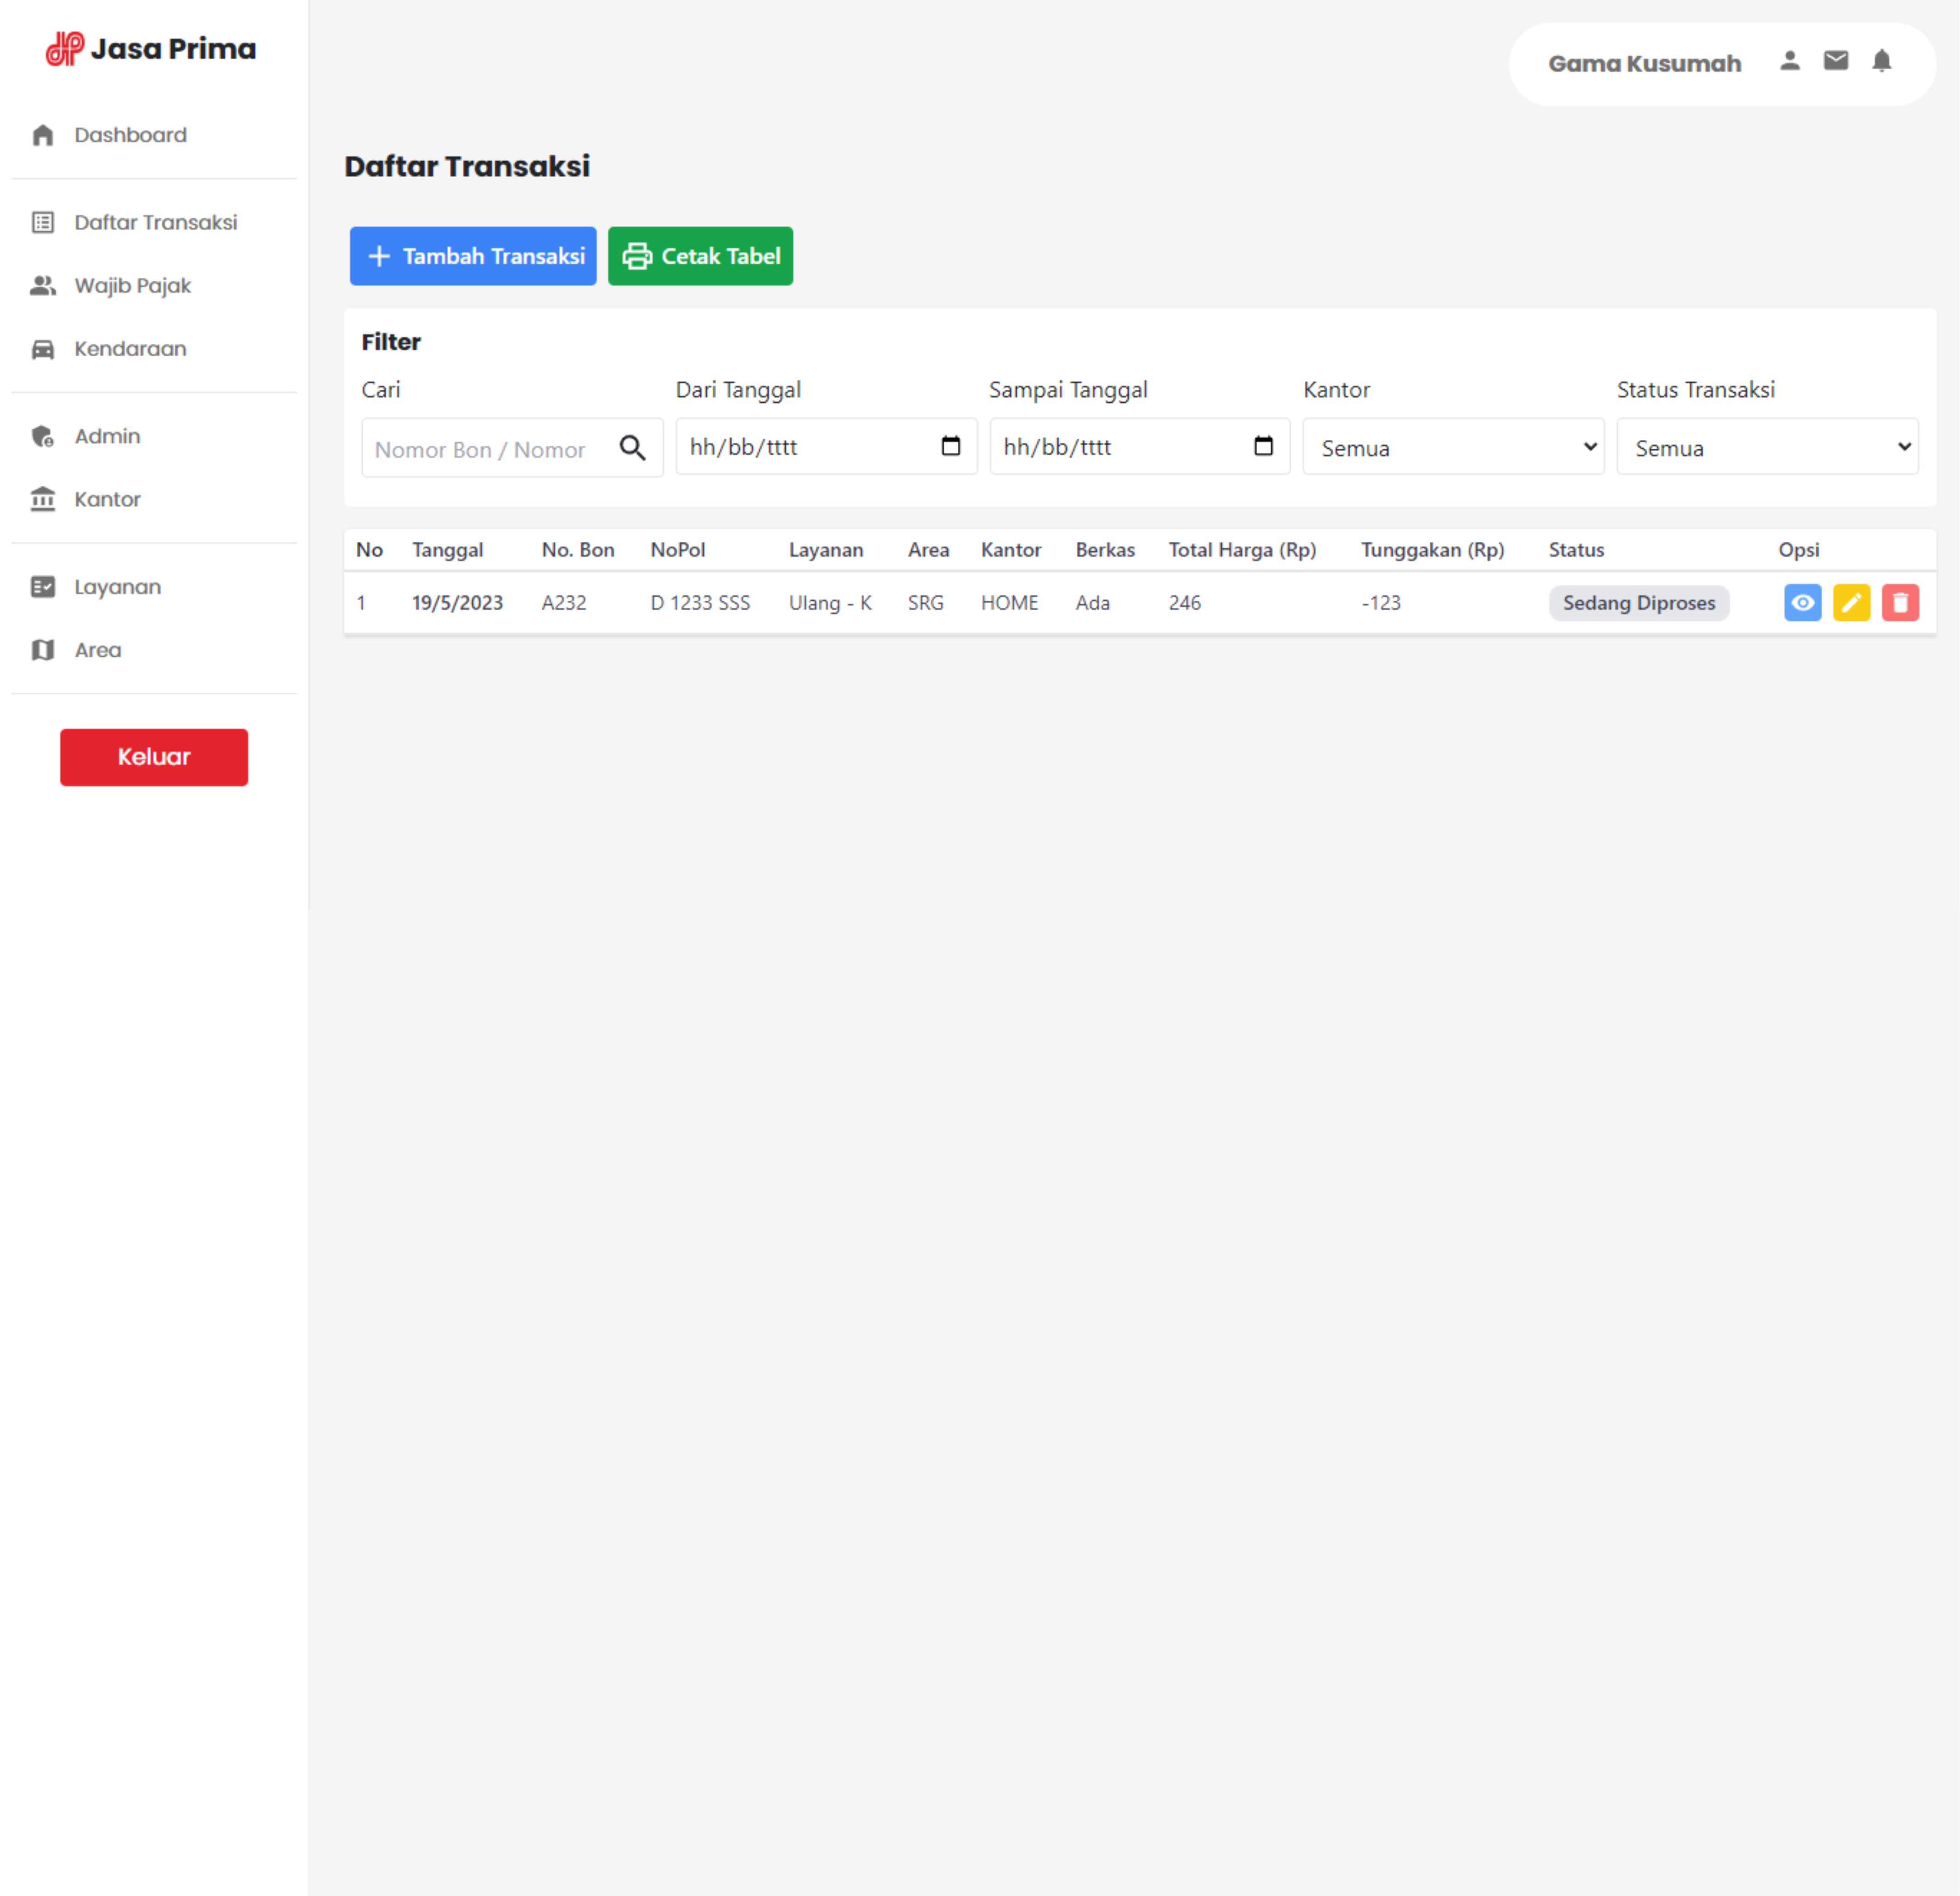 Jasa Prima
Gama Kusumah
Dashboard
Daftar Transaksi
Wajib Pajak
Kendaraan
Admin
Kantor
Layanan
Area
Keluar
Daftar Transaksi
Tambah Transaksi
Cetak Tabel
Filter
Cari Dari Tanggal Sampai Tanggal Kantor Status Transaksi
Nomor Bon / Nomor hh/bb/tttt hh/bb/tttt Semua Semua
No Tanggal No. Bon NoPol Layanan Area Kantor Berkas Total Harga (Rp) Tunggakan (Rp) Status Opsi
1 19/5/2023 A232 D 1233 SSS Ulang - K SRG HOME Ada 246 -123 Sedang Diproses